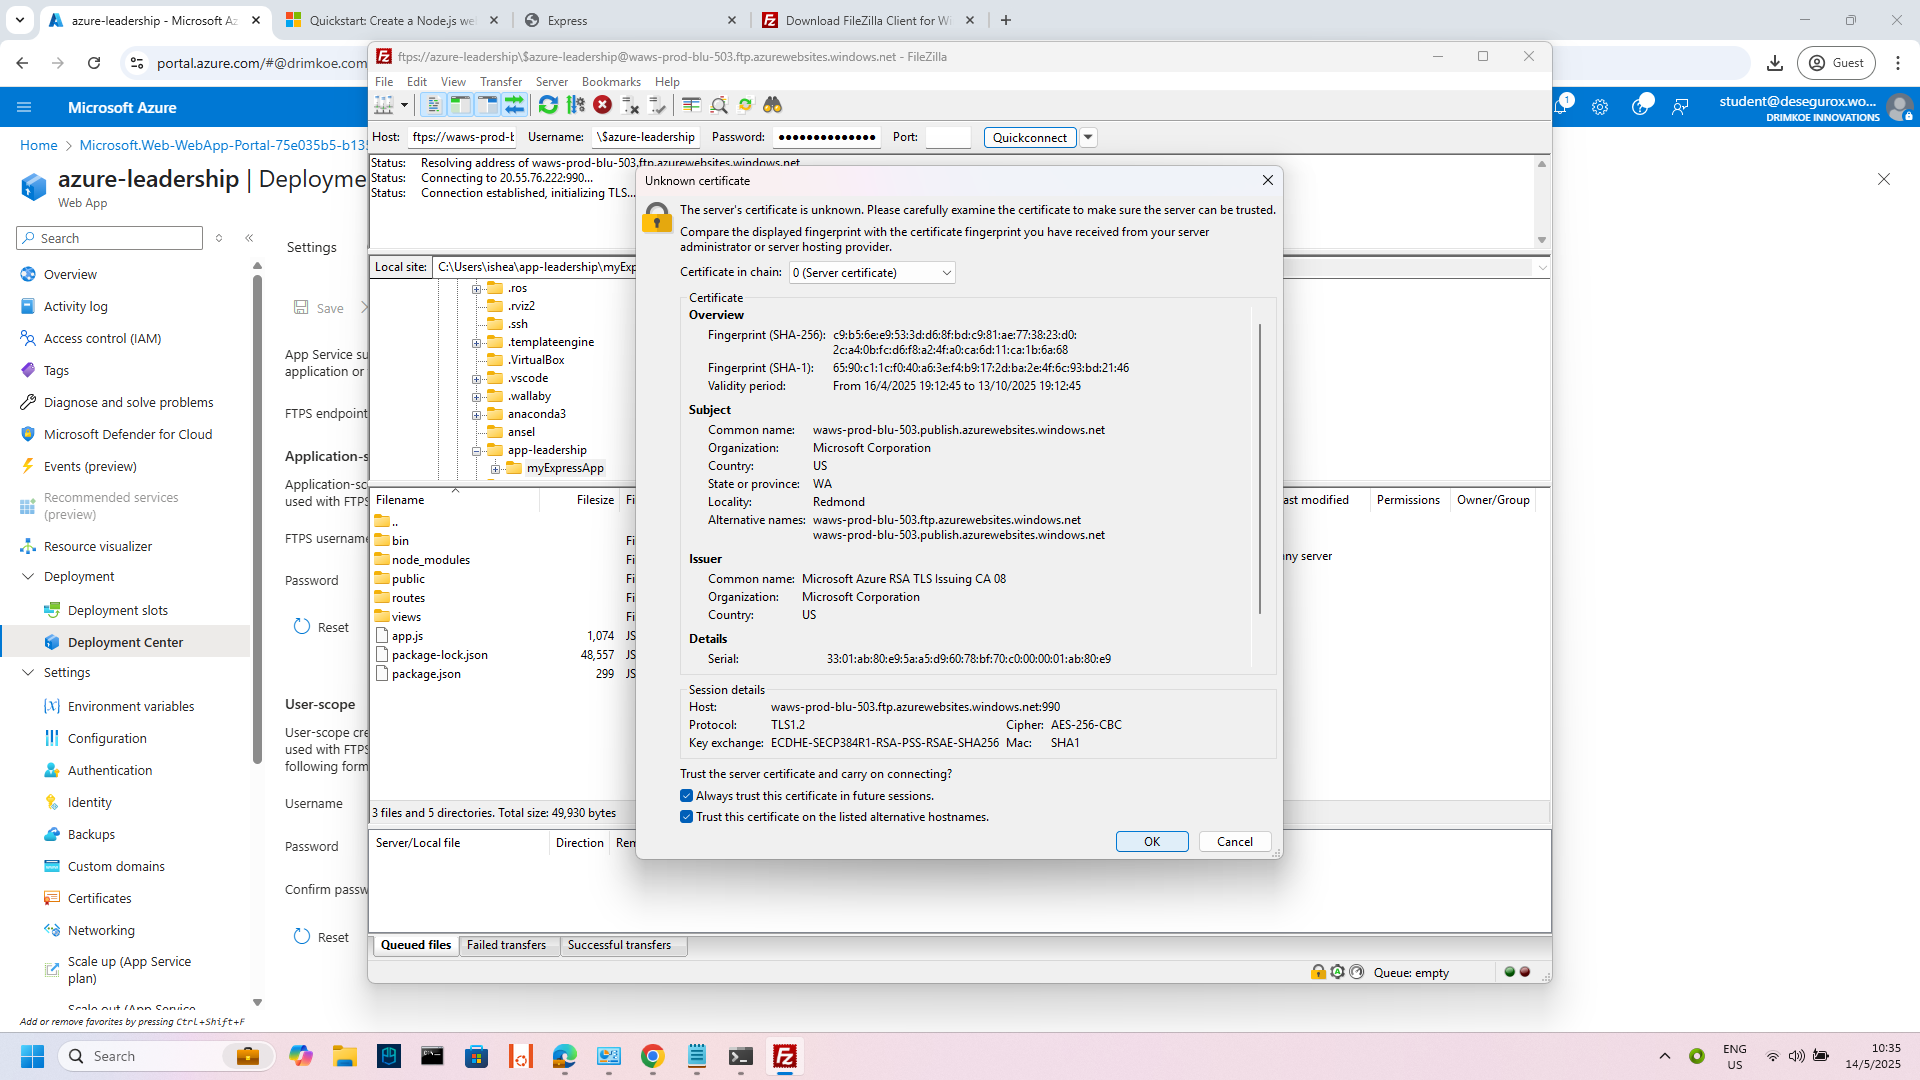 azure-leadership - Microsoft Az
Quickstart: Create a Node.js we
Express
Download FileZilla Client for Wi
portal.azure.com/#@drimkoe.com
Guest
Microsoft Azure
1
student@desegurox.wo...
DRIMKOE INNOVATIONS
Home
Microsoft.Web-WebApp-Portal-75e035b5-b135
azure-leadership | Deployme
Web App
Search
Overview
Activity log
Access control (IAM)
Tags
Diagnose and solve problems
Microsoft Defender for Cloud
Events (preview)
Recommended services
(preview)
Resource visualizer
Deployment
Deployment slots
Deployment Center
Settings
Environment variables
Configuration
Authentication
Identity
Backups
Custom domains
Certificates
Networking
Scale up (App Service
plan)
Scale out (App Service
Add or remove favorites by pressing Ctrl+Shift+F
Settings
Save
App Service su
application or
FTPS endpoint
Application-s
Application-sc
used with FTPS
FTPS username
Password
Reset
User-scope
User-scope cre
used with FTPS
following form
Username
Password
Confirm passw
Reset
ftps://azure-leadership\$azure-leadership@waws-prod-blu-503.ftp.azurewebsites.windows.net - FileZilla
File Edit View Transfer Server Bookmarks Help
Host: ftps://waws-prod-b Username: \$azure-leadership Password: ●●●●●●●●●●●●●● Port: Quickconnect
Status: Resolving address of waws-prod-blu-503.ftp.azurewebsites.windows.net
Status: Connecting to 20.55.76.222:990...
Status: Connection established, initializing TLS...
Local site: C:\Users\ishea\app-leadership\myExp
.ros
.rviz2
.ssh
.templateengine
.VirtualBox
.vscode
.wallaby
anaconda3
ansel
app-leadership
myExpressApp
Filename Filesize Fi
..
bin Fi
node_modules Fi
public Fi
routes Fi
views Fi
app.js 1,074 JS
package-lock.json 48,557 JS
package.json 299 JS
3 files and 5 directories. Total size: 49,930 bytes
ast modified Permissions Owner/Group
ny server
Server/Local file Direction Rem
Queued files Failed transfers Successful transfers
Queue: empty
Unknown certificate
The server's certificate is unknown. Please carefully examine the certificate to make sure the server can be trusted.
Compare the displayed fingerprint with the certificate fingerprint you have received from your server
administrator or server hosting provider.
Certificate in chain: 0 (Server certificate)
Certificate
Overview
Fingerprint (SHA-256): c9:b5:6e:e9:53:3d:d6:8f:bd:c9:81:ae:77:38:23:d0:
2c:a4:0b:fc:d6:f8:a2:4f:a0:ca:6d:11:ca:1b:6a:68
Fingerprint (SHA-1): 65:90:c1:1c:f0:40:a6:3e:f4:b9:17:2d:ba:2e:4f:6c:93:bd:21:46
Validity period: From 16/4/2025 19:12:45 to 13/10/2025 19:12:45
Subject
Common name: waws-prod-blu-503.publish.azurewebsites.windows.net
Organization: Microsoft Corporation
Country: US
State or province: WA
Locality: Redmond
Alternative names: waws-prod-blu-503.ftp.azurewebsites.windows.net
waws-prod-blu-503.publish.azurewebsites.windows.net
Issuer
Common name: Microsoft Azure RSA TLS Issuing CA 08
Organization: Microsoft Corporation
Country: US
Details
Serial: 33:01:ab:80:e9:5a:a5:d9:60:78:bf:70:c0:00:00:01:ab:80:e9
Session details
Host: waws-prod-blu-503.ftp.azurewebsites.windows.net:990
Protocol: TLS1.2 Cipher: AES-256-CBC
Key exchange: ECDHE-SECP384R1-RSA-PSS-RSAE-SHA256 Mac: SHA1
Trust the server certificate and carry on connecting?
Always trust this certificate in future sessions.
Trust this certificate on the listed alternative hostnames.
OK Cancel
Search
ENG
US
10:35
14/5/2025